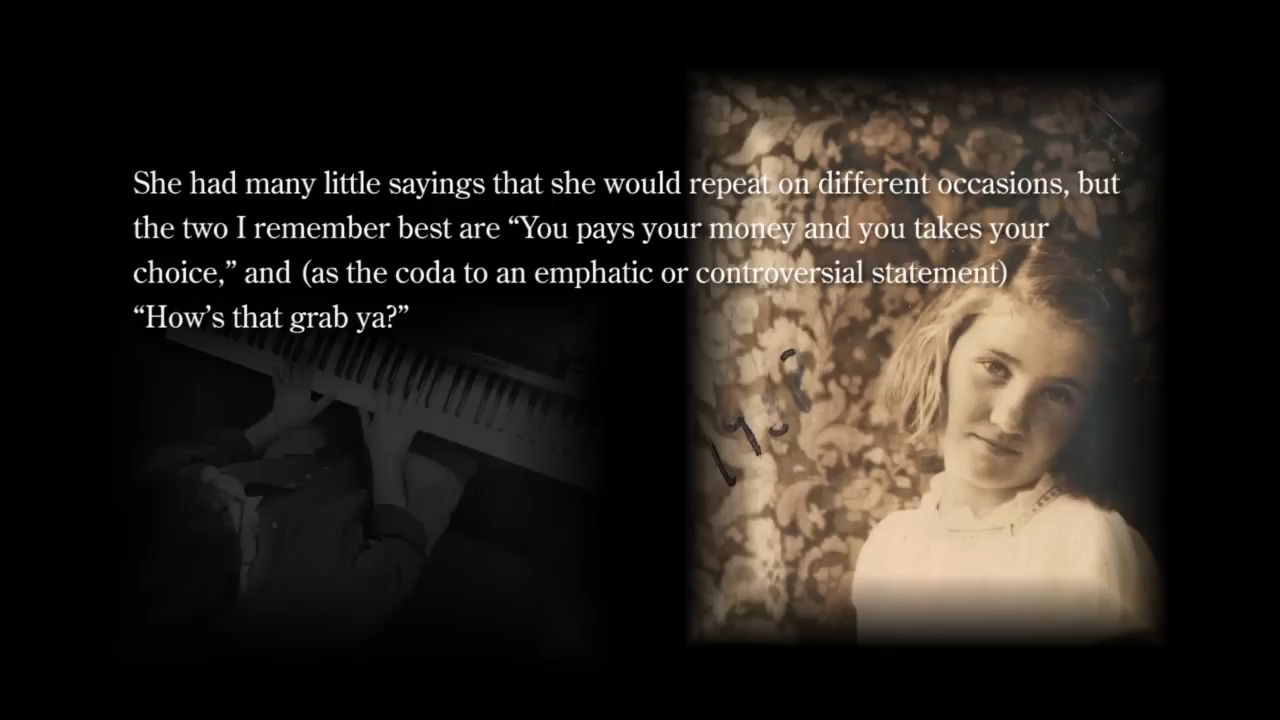 She had many little sayings that she would repeat on different occasions, but
the two I remember best are “You pays your money and you takes your
choice,” and (as the coda to an emphatic or controversial statement)
“How’s that grab ya?”
1938